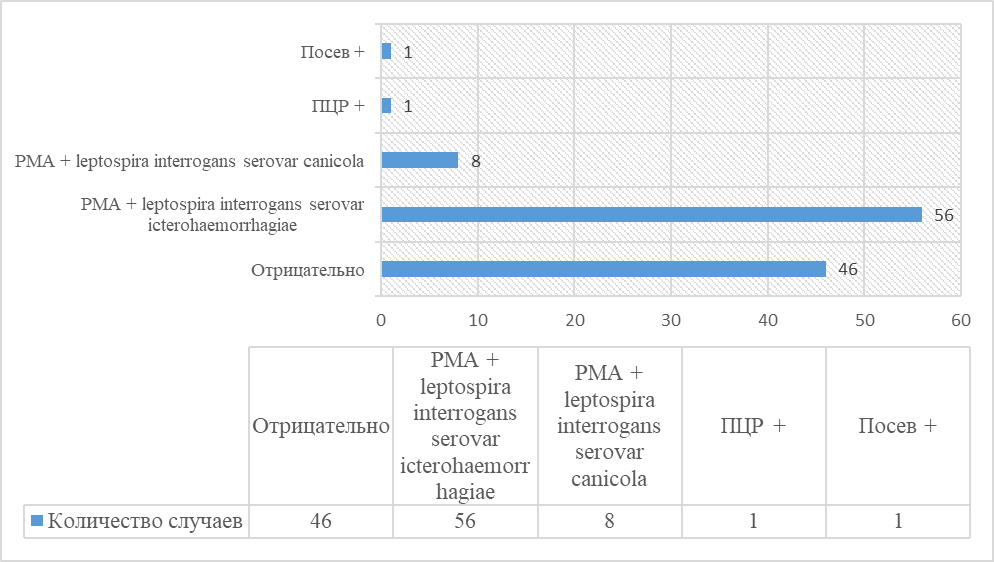 Посев +
1
ПЦР +
1
РМА + leptospira interrogans serovar canicola
8
РМА + leptospira interrogans serovar
icterohaemorrhagiae
56
Отрицательно
46
0 10 20 30 40 50 60
Отрицательно
РМА +
leptospira
interrogans
serovar
icterohaemorr
hagiae
РМА +
leptospira
interrogans
serovar
canicola
ПЦР +
Посев +
Количество случаев 46 56 8 1 1